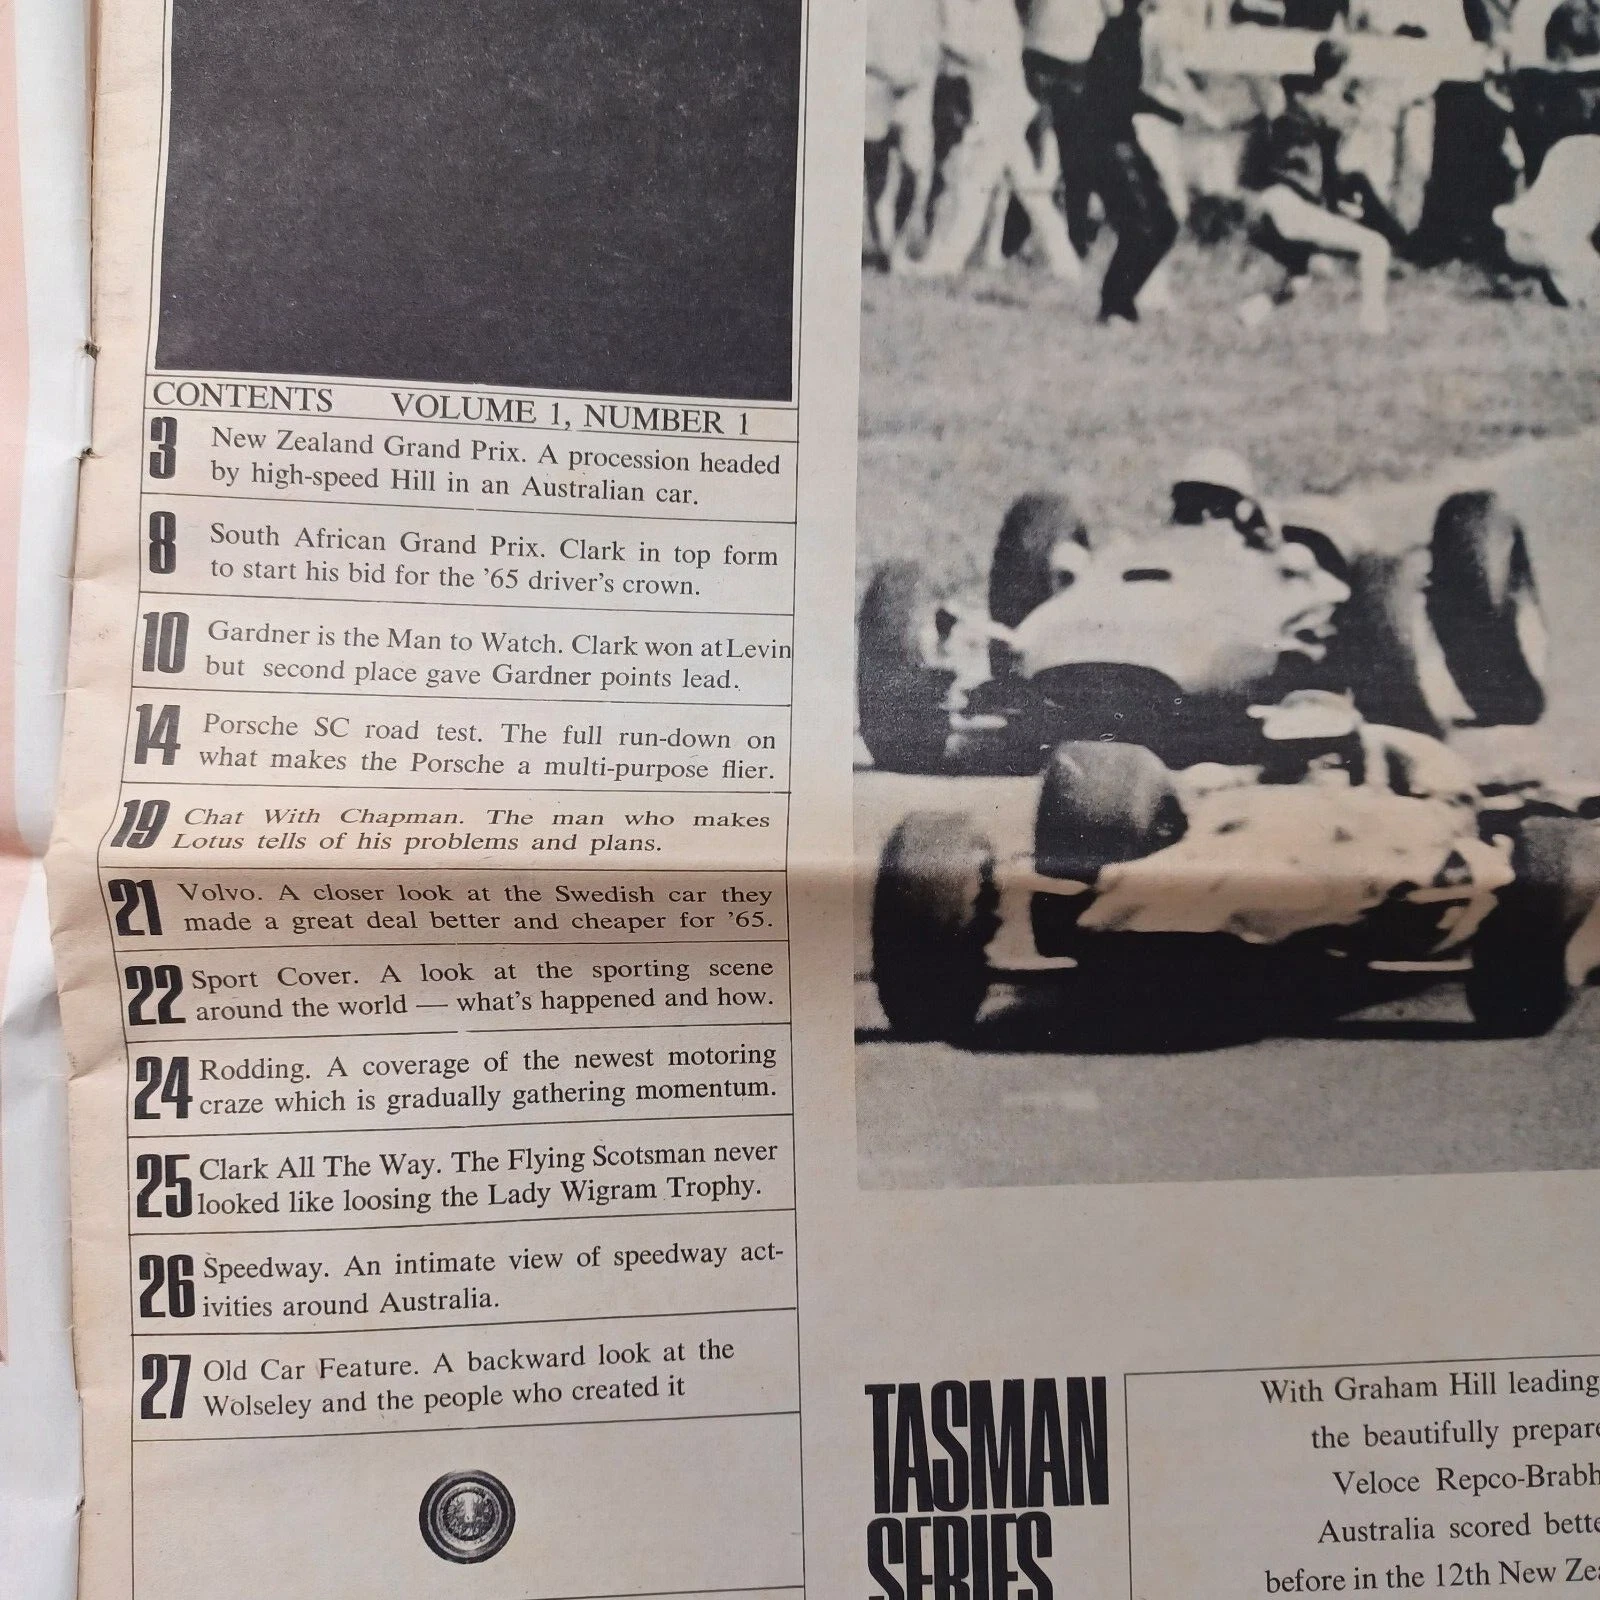 CONTENTS VOLUME 1, NUMBER 1
3 New Zealand Grand Prix. A procession headed
by high-speed Hill in an Australian car.
8 South African Grand Prix. Clark in top form
to start his bid for the ’65 driver’s crown.
10 Gardner is the Man to Watch. Clark won at Levin
but second place gave Gardner points lead.
14 Porsche SC road test. The full run-down on
what makes the Porsche a multi-purpose flier.
19 Chat With Chapman. The man who makes
Lotus tells of his problems and plans.
21 Volvo. A closer look at the Swedish car they
made a great deal better and cheaper for ’65.
22 Sport Cover. A look at the sporting scene
around the world — what’s happened and how.
24 Rodding. A coverage of the newest motoring
craze which is gradually gathering momentum.
25 Clark All The Way. The Flying Scotsman never
looked like loosing the Lady Wigram Trophy.
26 Speedway. An intimate view of speedway act-
ivities around Australia.
27 Old Car Feature. A backward look at the
Wolseley and the people who created it
TASMAN
SERIES
With Graham Hill leading
the beautifully
Veloce
Australia scored
before in the 12th New